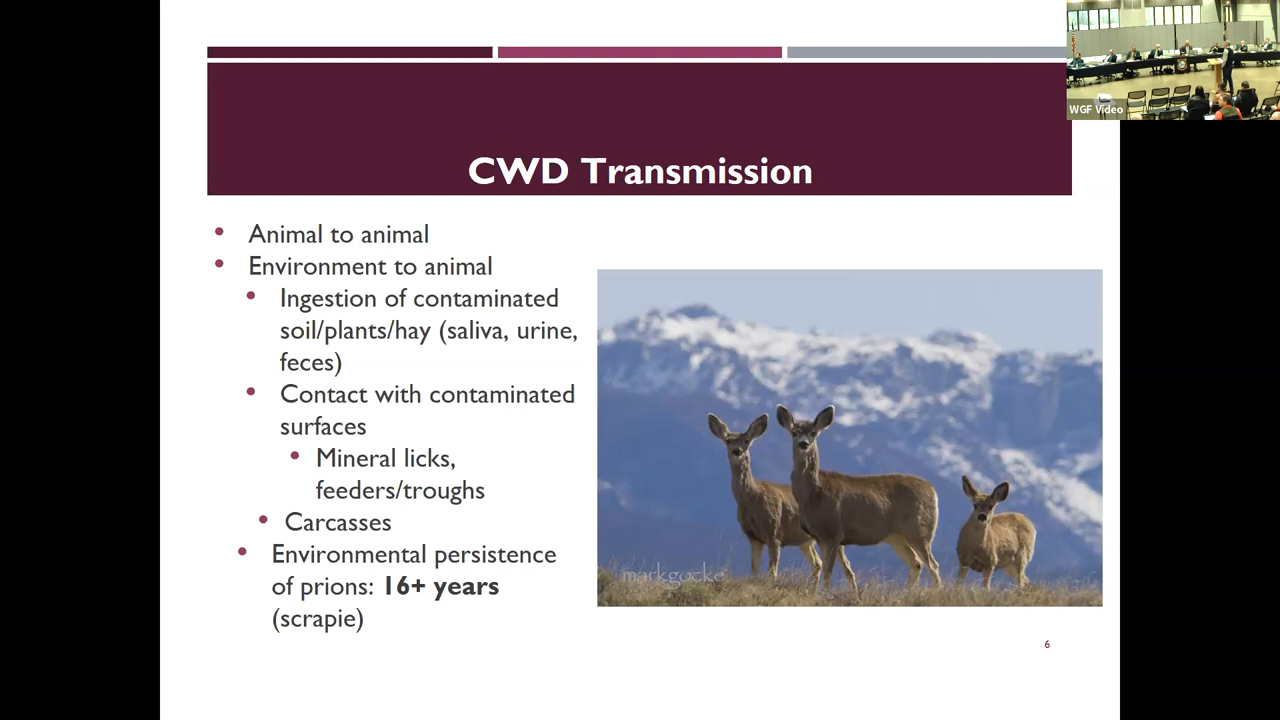 WGF Video
CWD Transmission
• Animal to animal
• Environment to animal
• Ingestion of contaminated
soil/plants/hay (saliva, urine,
feces)
• Contact with contaminated
surfaces
• Mineral licks,
feeders/troughs
• Carcasses
• Environmental persistence
of prions: 16+ years
(scrapie)
markgocke
6